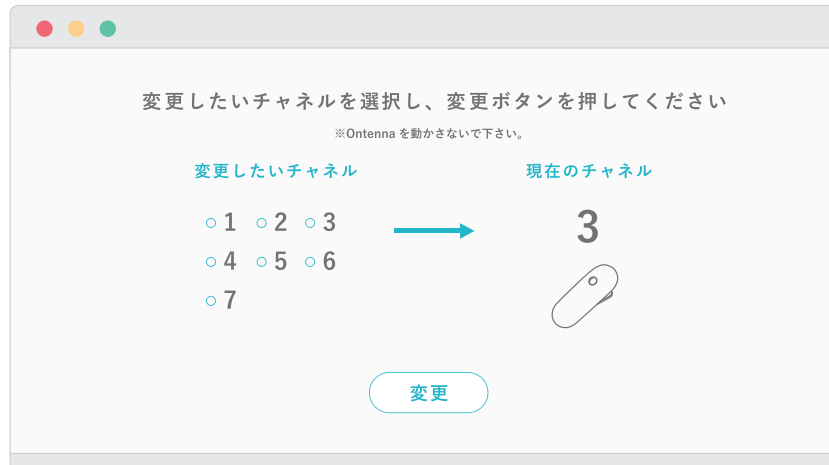 変更したいチャネルを選択し、変更ボタンを押してください
※Ontenna を動かさないで下さい。
変更したいチャネル
現在のチャネル
1 2 3
4 5 6
7
3
変更